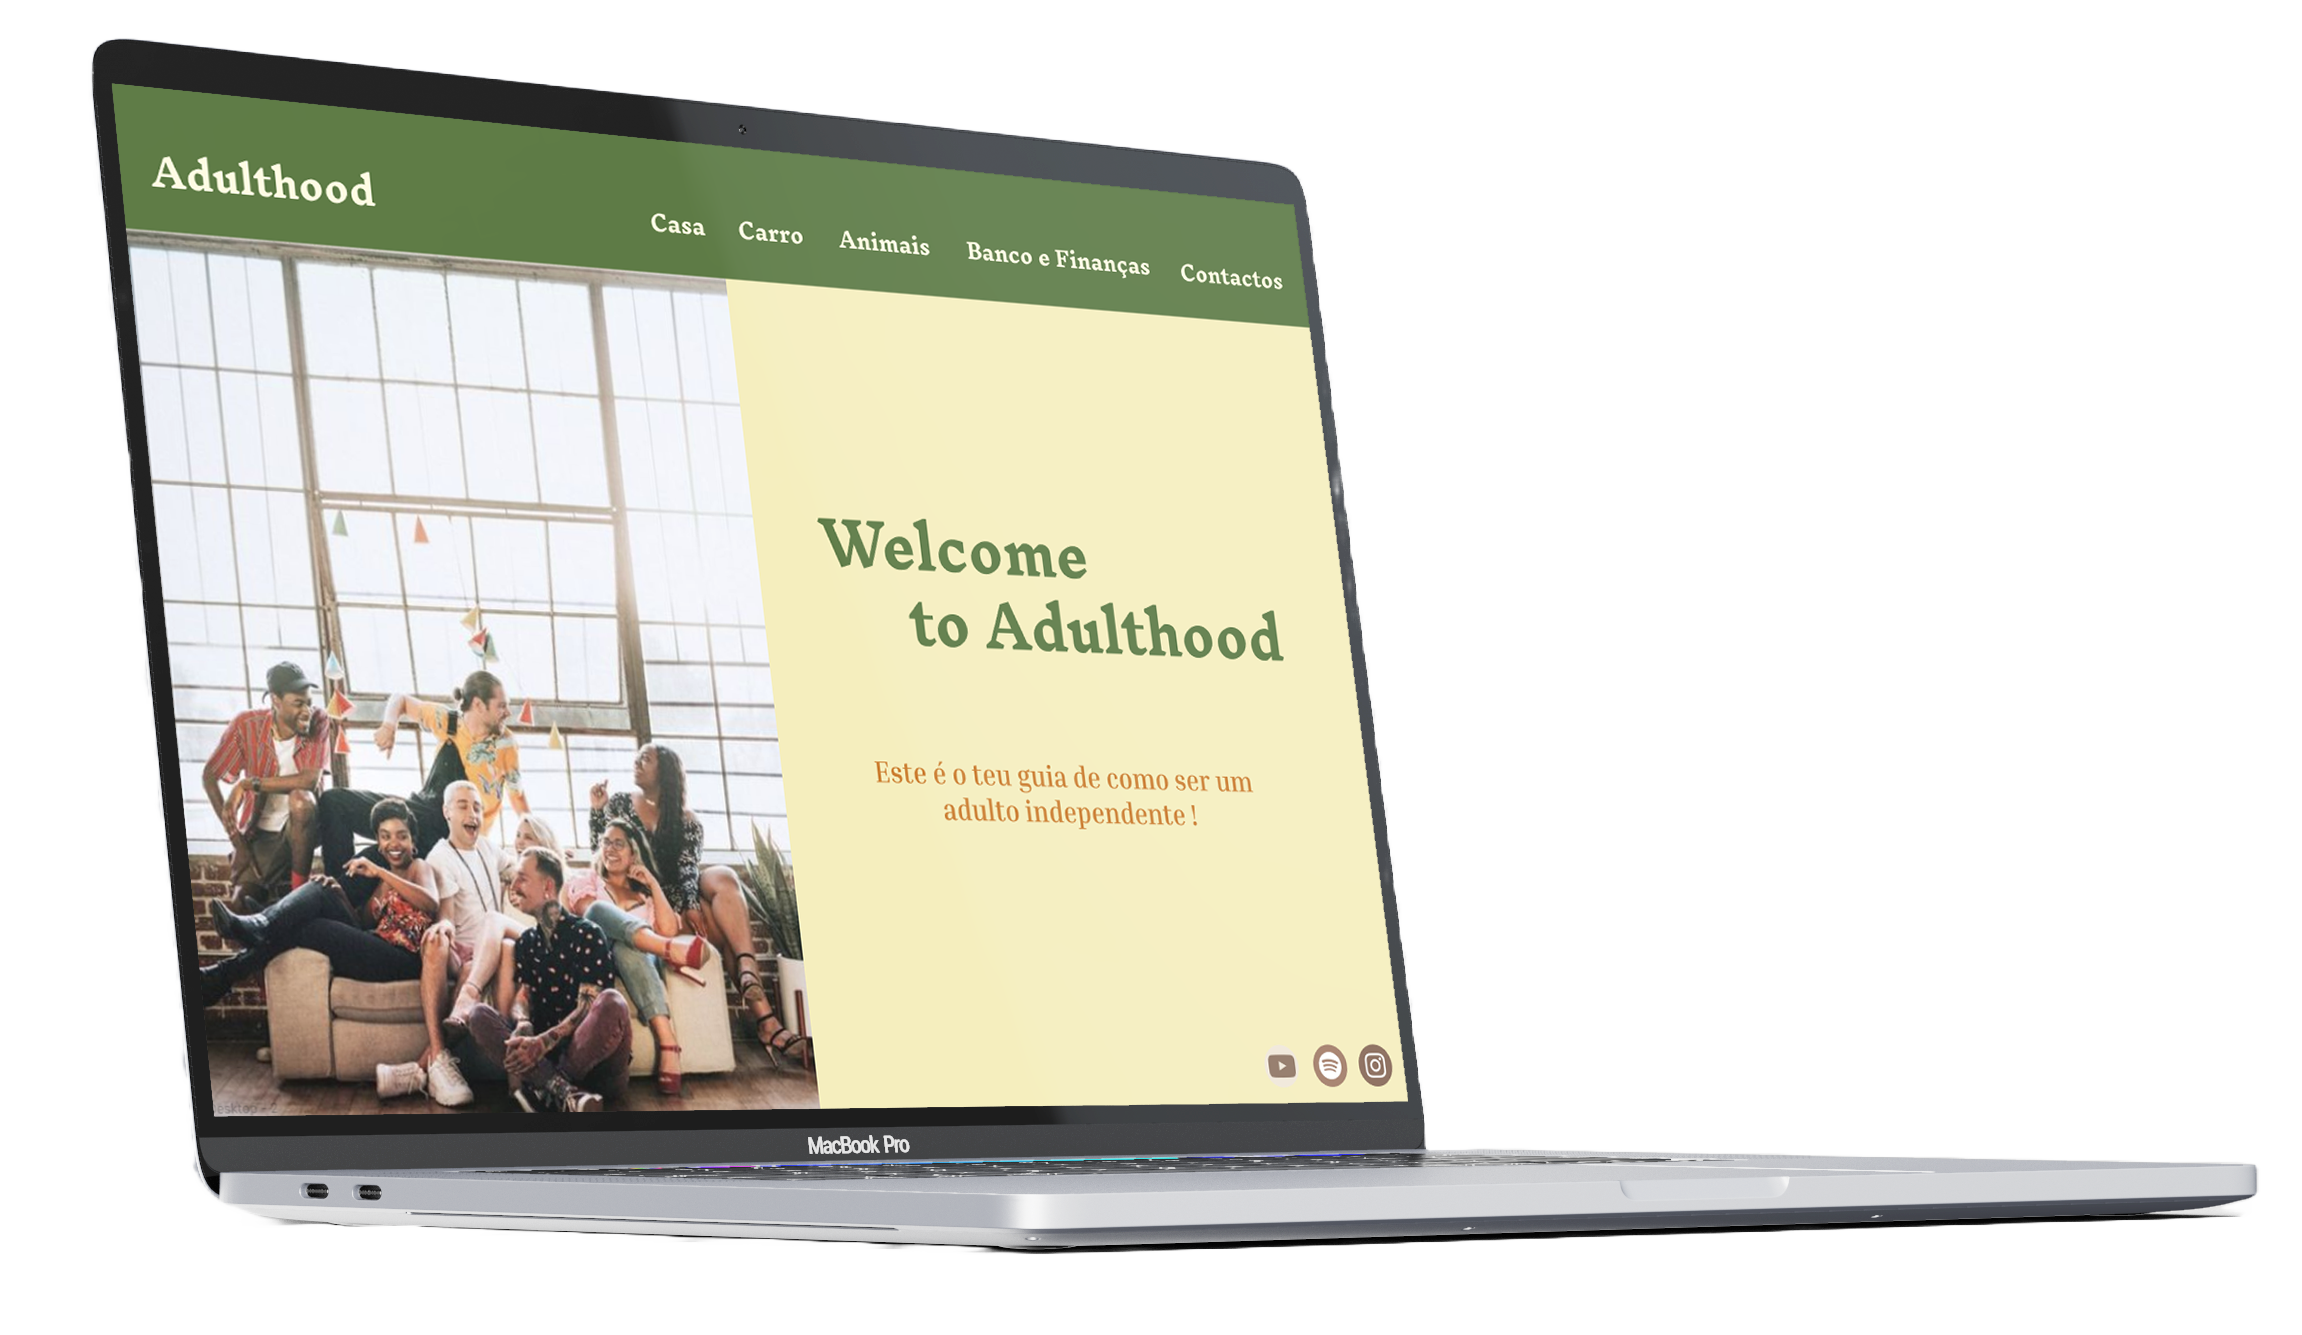 Adulthood
Casa Carro Animais Banco e Finanças Contactos
Welcome
to Adulthood
Este é o teu guia de como ser um
adulto independente !
MacBook Pro